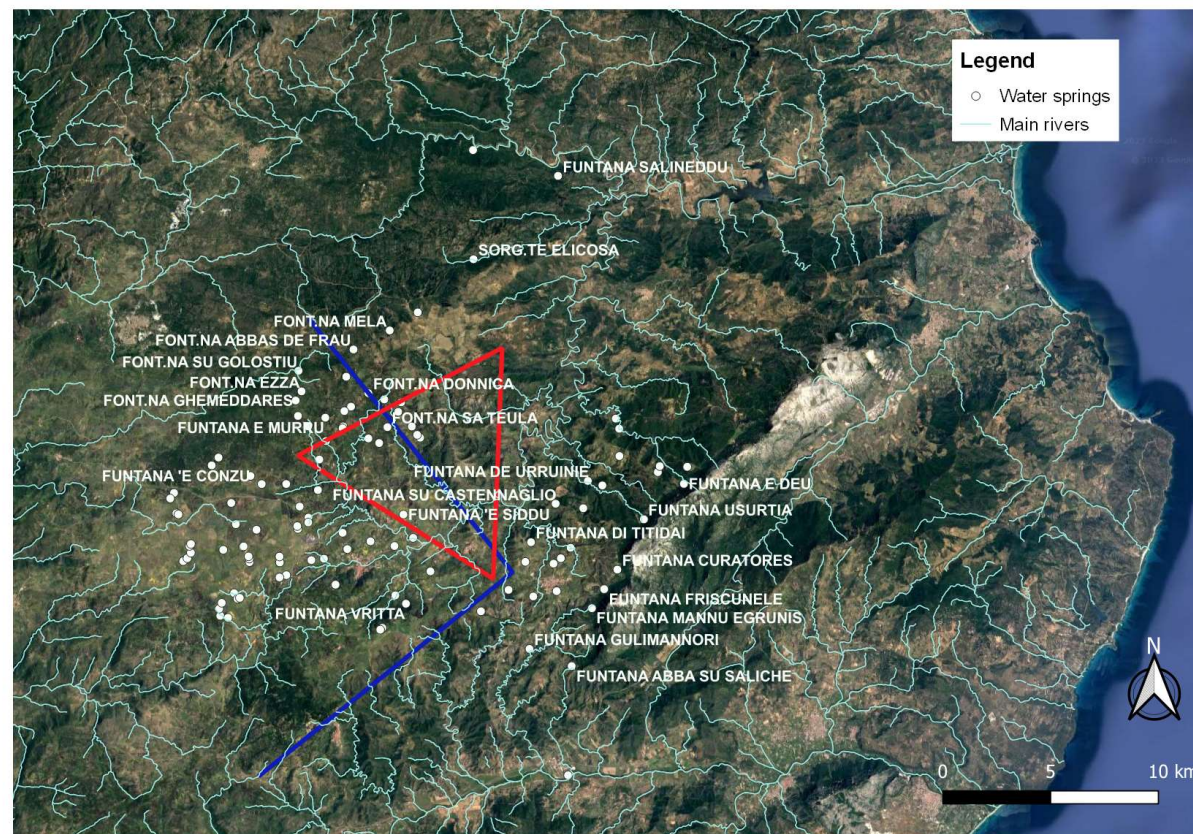 Legend
Water springs
Main rivers
FUNTANA SALINEDDU
SORG.TE ELICOSA
FONT.NA MELA
FONT.NA ABBAS DE FRAU
FONT.NA SU GOLOSTIU
FONT.NA EZZA
FONT.NA DONNICA
FONT.NA GHEMEDDARES
FONT.NA SA TEULA
FUNTANA E MURRU
FUNTANA DE URRUINIE
FUNTANA 'E CONZU
FUNTANA E DEU
FUNTANA SU CASTENNAGLIO
FUNTANA 'E SIDDU
FUNTANA USURTIA
FUNTANA DI TITIDAI
FUNTANA CURATORES
FUNTANA FRISCUNELE
FUNTANA VRITTA
FUNTANA MANNU EGRUNIS
FUNTANA GULIMANNORI
N
FUNTANA ABBA SU SALICHE
0 5 10 km